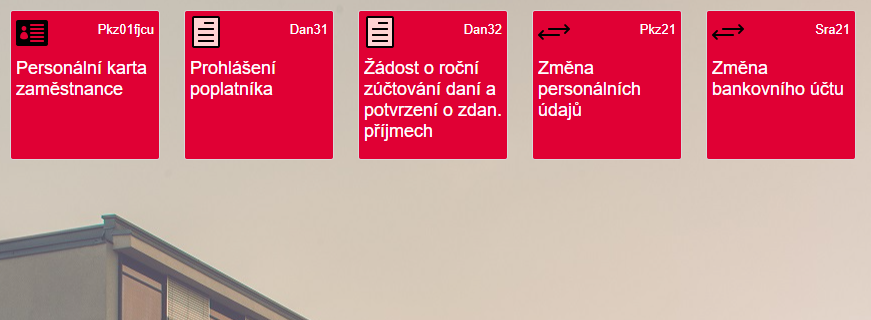 Pkz01fjcu
Personální karta
zaměstnance
Dan31
Prohlášení
poplatníka
Dan32
Žádost o roční
zúčtování daní a
potvrzení o zdan.
příjmech
Pkz21
Změna
personálních
údajů
Sra21
Změna
bankovního účtu